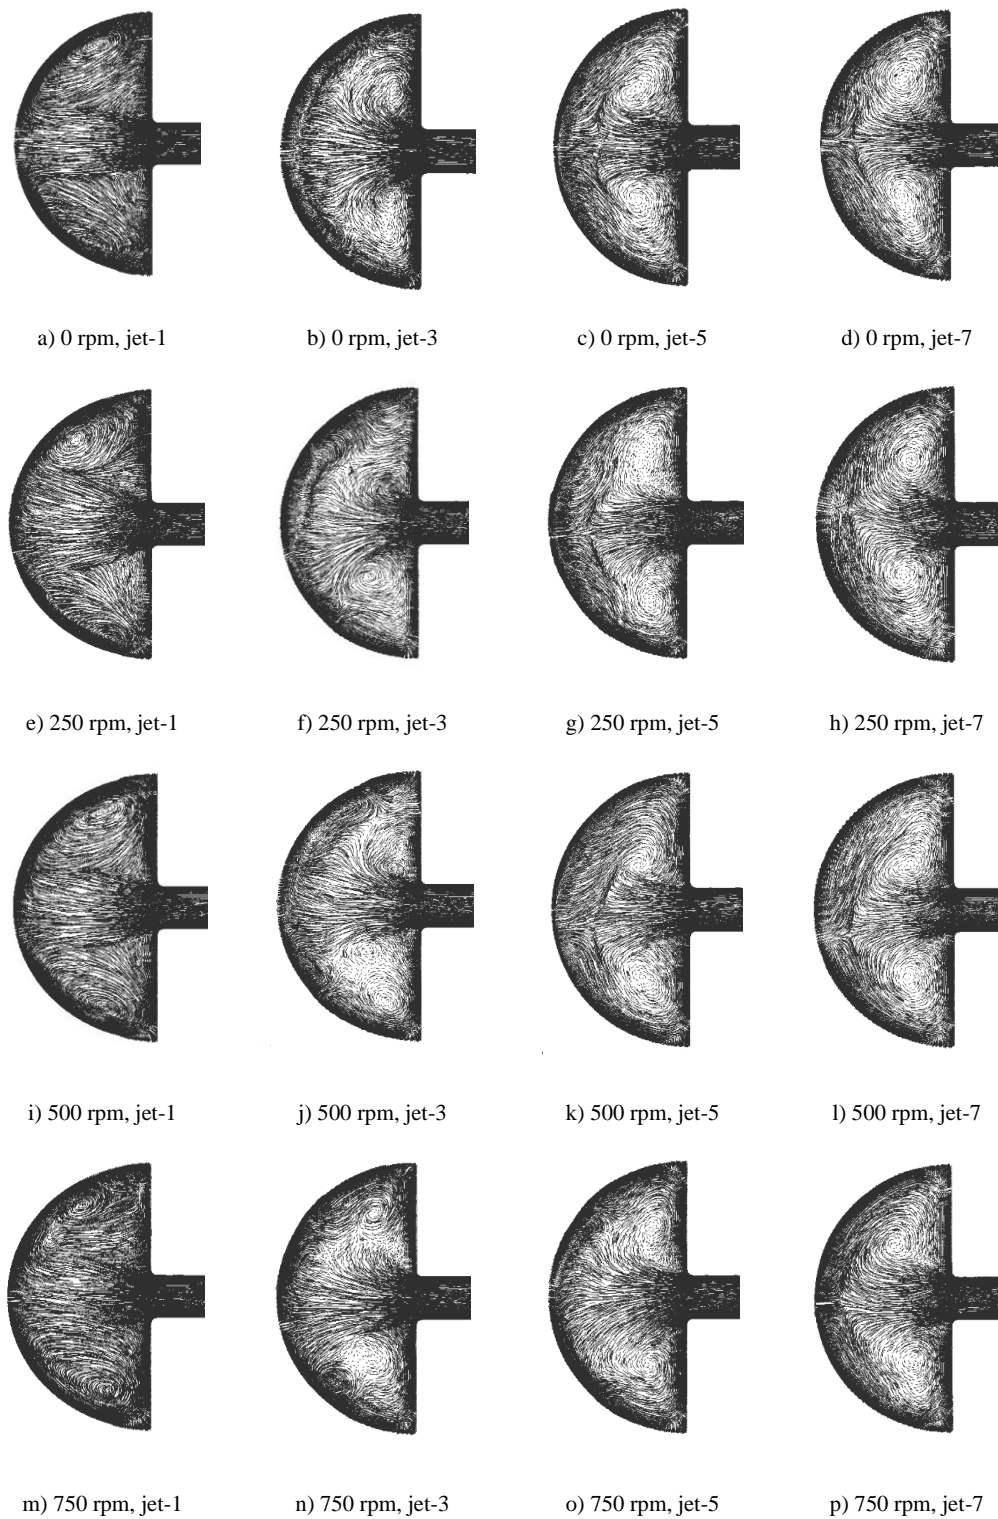 a) 0 rpm, jet-1
b) 0 rpm, jet-3
c) 0 rpm, jet-5
d) 0 rpm, jet-7
e) 250 rpm, jet-1
f) 250 rpm, jet-3
g) 250 rpm, jet-5
h) 250 rpm, jet-7
i) 500 rpm, jet-1
j) 500 rpm, jet-3
k) 500 rpm, jet-5
l) 500 rpm, jet-7
m) 750 rpm, jet-1
n) 750 rpm, jet-3
o) 750 rpm, jet-5
p) 750 rpm, jet-7